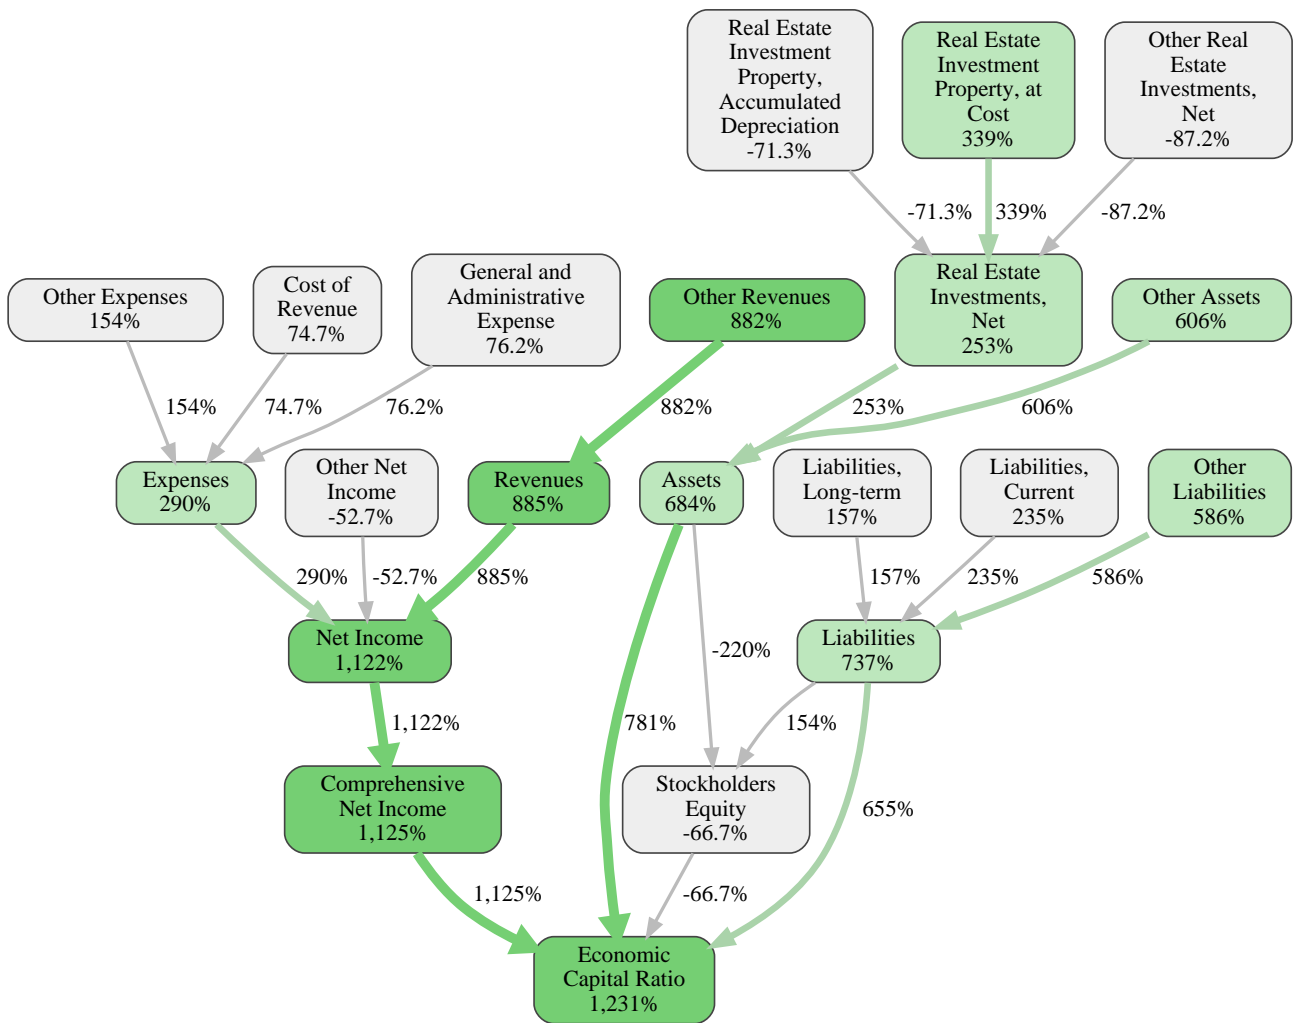 Real Estate
Investment
Property,
Accumulated
Depreciation
-71.3%
Real Estate
Investment
Property, at
Cost
339%
Other Real
Estate
Investments,
Net
-87.2%
-71.3%
339%
-87.2%
Other Expenses
154%
Cost of
Revenue
74.7%
General and
Administrative
Expense
76.2%
Other Revenues
882%
Real Estate
Investments,
Net
253%
Other Assets
606%
154%
74.7%
76.2%
882%
253%
606%
Expenses
290%
Other Net
Income
-52.7%
Revenues
885%
Assets
684%
Liabilities,
Long-term
157%
Liabilities,
Current
235%
Other
Liabilities
586%
290%
-52.7%
885%
157%
235%
586%
Net Income
1,122%
-220%
Liabilities
737%
1,122%
781%
154%
Comprehensive
Net Income
1,125%
Stockholders
Equity
-66.7%
655%
1,125%
-66.7%
Economic
Capital Ratio
1,231%